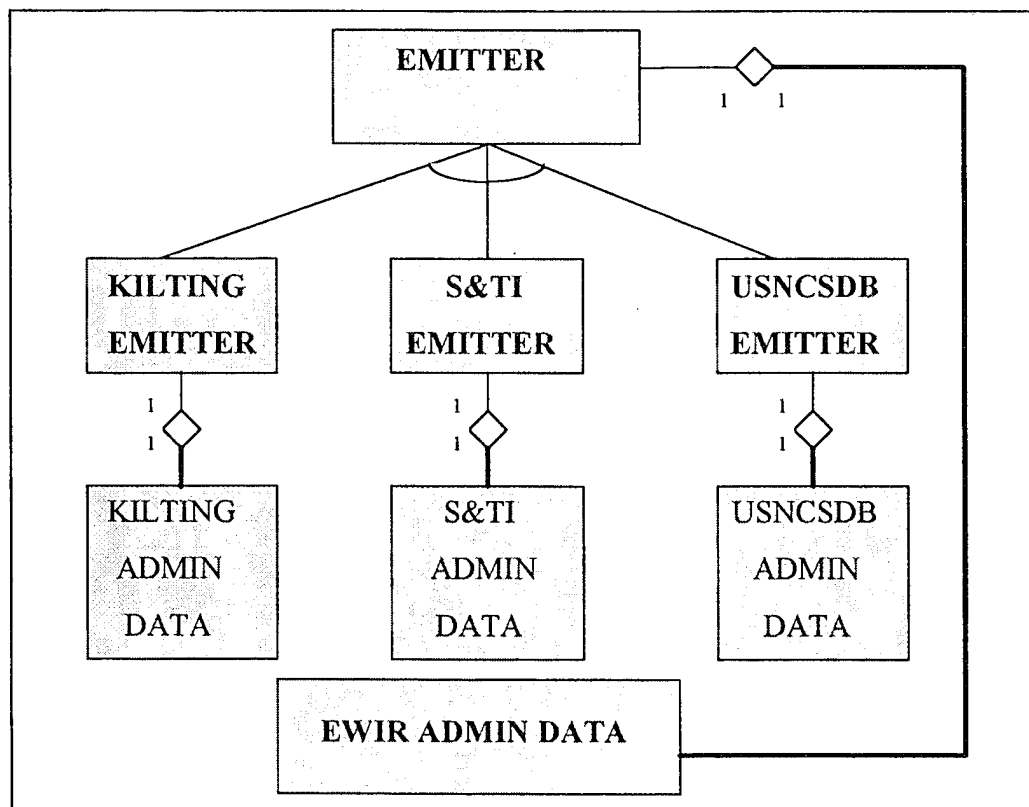 EMITTER
1 1
KILTING
EMITTER
S&TI
EMITTER
USNCSDB
EMITTER
1
1
1
1
1
1
KILTING
ADMIN
DATA
S&TI
ADMIN
DATA
USNCSDB
ADMIN
DATA
EWIR ADMIN DATA